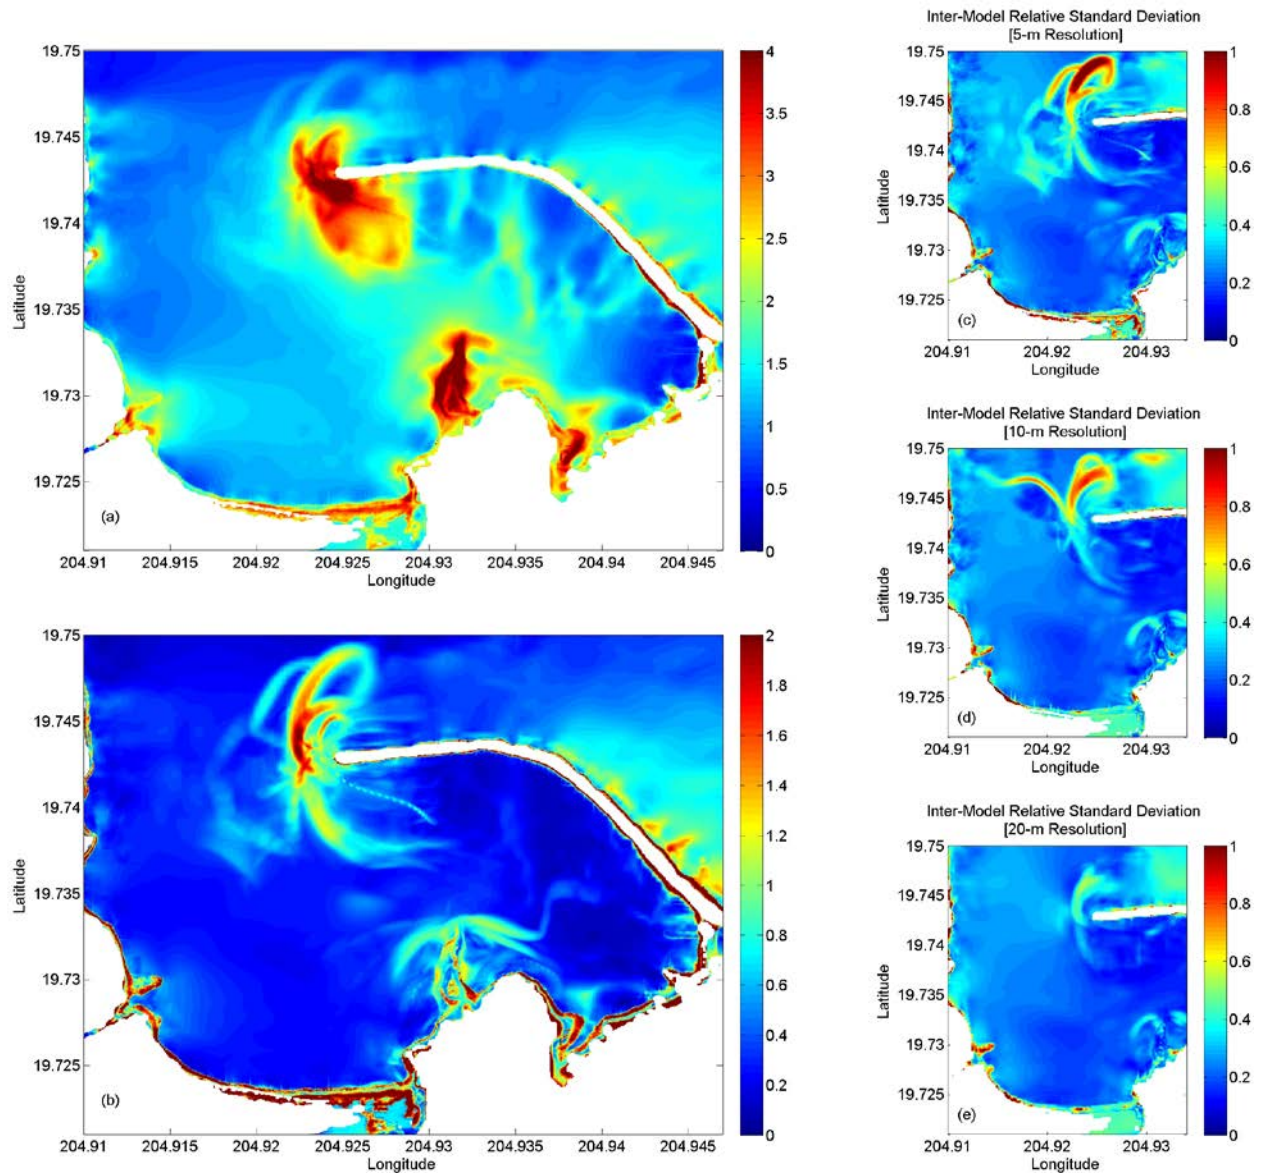 19.75
19.745
19.74
19.735
19.73
19.725
Latitude
(a)
204.91 204.915 204.92 204.925 204.93 204.935 204.94 204.945
Longitude
4
3.5
3
2.5
2
1.5
1
0.5
0
19.75
19.745
19.74
19.735
19.73
19.725
Latitude
(b)
204.91 204.915 204.92 204.925 204.93 204.935 204.94 204.945
Longitude
2
1.8
1.6
1.4
1.2
1
0.8
0.6
0.4
0.2
0
Inter-Model Relative Standard Deviation
[5-m Resolution]
19.75
19.745
19.74
19.735
19.73
19.725
Latitude
(c)
204.91 204.92 204.93
Longitude
1
0.8
0.6
0.4
0.2
0
Inter-Model Relative Standard Deviation
[10-m Resolution]
19.75
19.745
19.74
19.735
19.73
19.725
Latitude
(d)
204.91 204.92 204.93
Longitude
1
0.8
0.6
0.4
0.2
0
Inter-Model Relative Standard Deviation
[20-m Resolution]
19.75
19.745
19.74
19.735
19.73
19.725
Latitude
(e)
204.91 204.92 204.93
Longitude
1
0.8
0.6
0.4
0.2
0